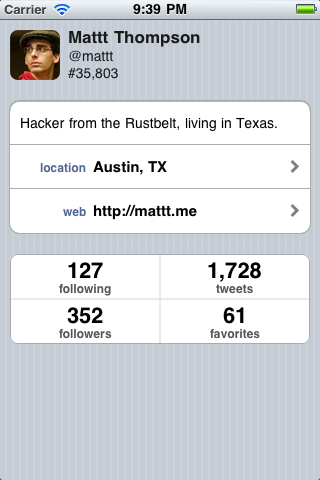 Carrier 9:39 PM
Mattt Thompson
@mattt
#35,803
Hacker from the Rustbelt, living in Texas.
location Austin, TX
web http://mattt.me
127 1,728
following tweets
352 61
followers favorites